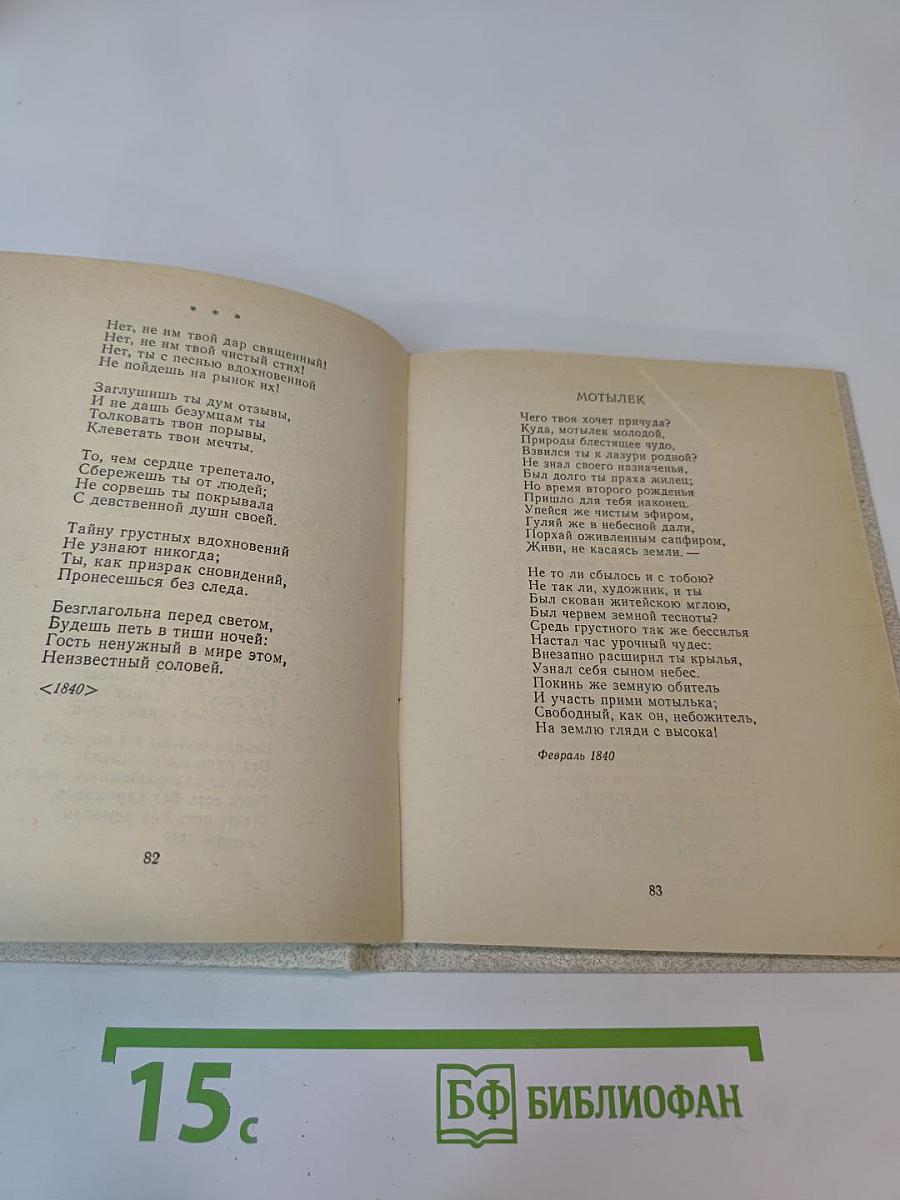 * * *
Нет, не им твой дар священный!
Нет, не им твой чистый стих!
Нет, ты с песнью вдохновенной
Не пойдешь на рынок их!
Заглушишь ты дум отзывы,
И не дашь безумцам ты
Толковать твои порывы,
Клеветать твои мечты.
То, чем сердце трепетало,
Сбережешь ты от людей;
Не сорвешь ты покрывала
С девственной души своей.
Тайну грустных вдохновений
Не узнают никогда;
Ты, как призрак сновидений,
Пронесешься без следа.
Безглагольна перед светом,
Будешь петь в тиши ночей:
Гость ненужный в мире этом,
Неизвестный соловей.
<1840>
82
МОТЫЛЕК
Чего твоя хочет причуда?
Куда, мотылек молодой,
Природы блестящее чудо,
Взвился ты к лазури родной?
Не знал своего назначенья,
Был долго ты праха жилец;
Но время второго рожденья
Пришло для тебя наконец.
Упейся же чистым эфиром,
Гуляй же в небесной дали,
Порхай оживленным сапфиром,
Живи, не касаясь земли. —
Не то ли сбылось и с тобою?
Не так ли, художник, и ты
Был скован житейскою мглою,
Был червем земной тесноты?
Средь грустного так же бессилья
Настал час урочный чудес:
Внезапно расширил ты крылья,
Узнал себя сыном небес.
Покинь же земную обитель
И участь прими мотылька;
Свободный, как он, небожитель,
На землю гляди с высока!
Февраль 1840
83
15 с
БФ БИБЛИОФАН